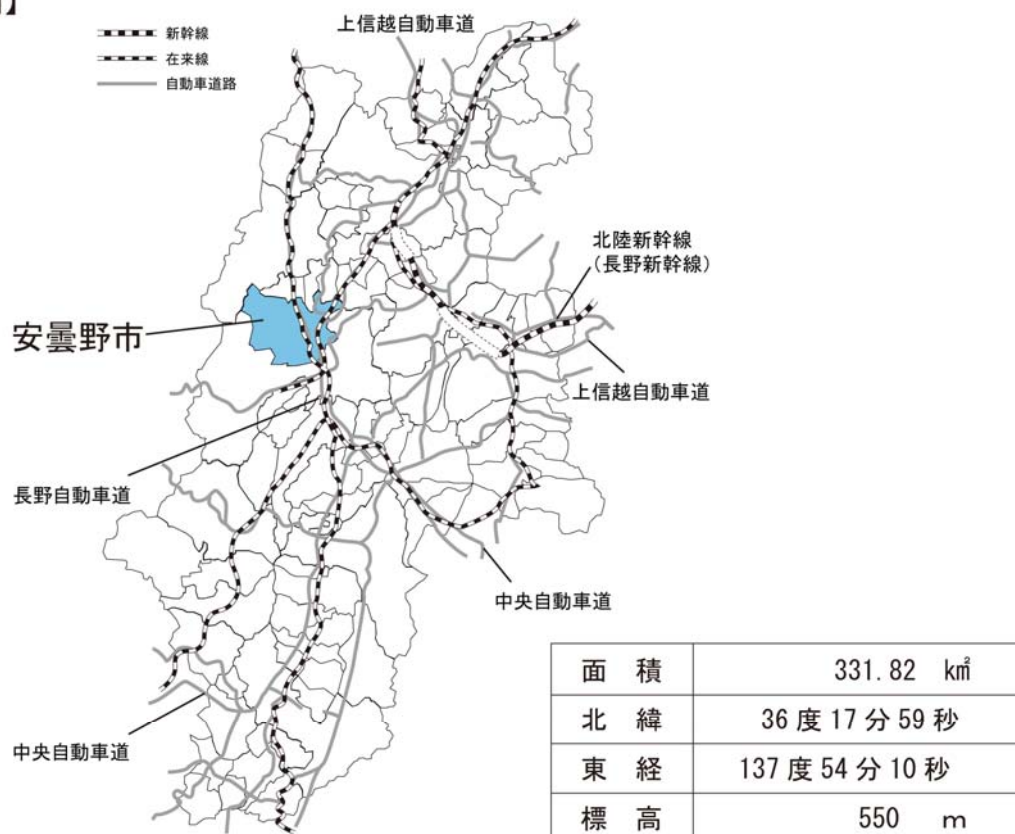 】
新幹線
在来線
自動車道路
上信越自動車道
北陸新幹線
（長野新幹線）
安曇野市
上信越自動車道
長野自動車道
中央自動車道
中央自動車道
面　積 331.82 ㎢
北　緯 36 度 17 分 59 秒
東　経 137 度 54 分 10 秒
標　高 550 m